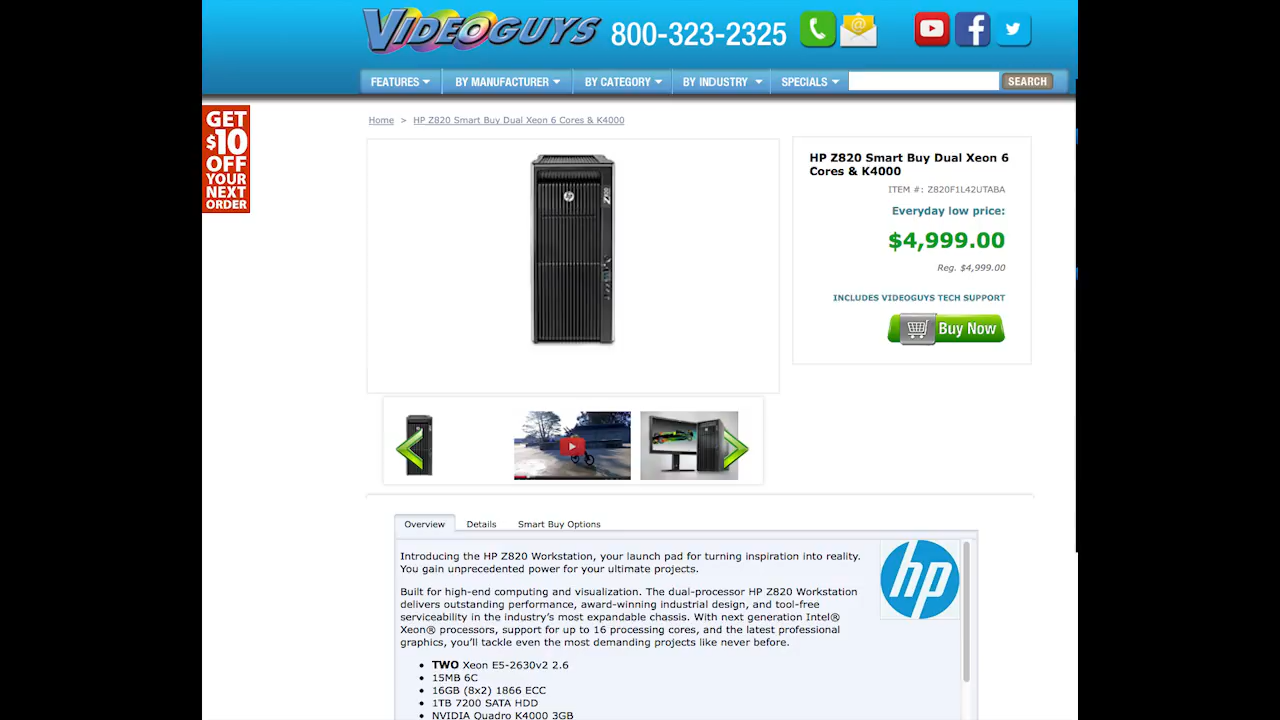 VIDEOGUYS 800-323-2325
FEATURES BY MANUFACTURER BY CATEGORY BY INDUSTRY SPECIALS SEARCH
GET
$10
OFF
YOUR
NEXT
ORDER
Home > HP Z820 Smart Buy Dual Xeon 6 Cores & K4000
HP Z820 Smart Buy Dual Xeon 6
Cores & K4000
ITEM #: Z820F1L42UTABA
Everyday low price:
$4,999.00
Reg. $4,999.00
INCLUDES VIDEOGUYS TECH SUPPORT
Buy Now
Overview Details Smart Buy Options
Introducing the HP Z820 Workstation, your launch pad for turning inspiration into reality.
You gain unprecedented power for your ultimate projects.
Built for high-end computing and visualization. The dual-processor HP Z820 Workstation
delivers outstanding performance, award-winning industrial design, and tool-free
serviceability in the industry's most expandable chassis. With next generation Intel®
Xeon® processors, support for up to 16 processing cores, and the latest professional
graphics, you'll tackle even the most demanding projects like never before.
hp
• TWO Xeon E5-2630v2 2.6
• 15MB 6C
• 16GB (8x2) 1866 ECC
• 1TB 7200 SATA HDD
• NVIDIA Quadro K4000 3GB